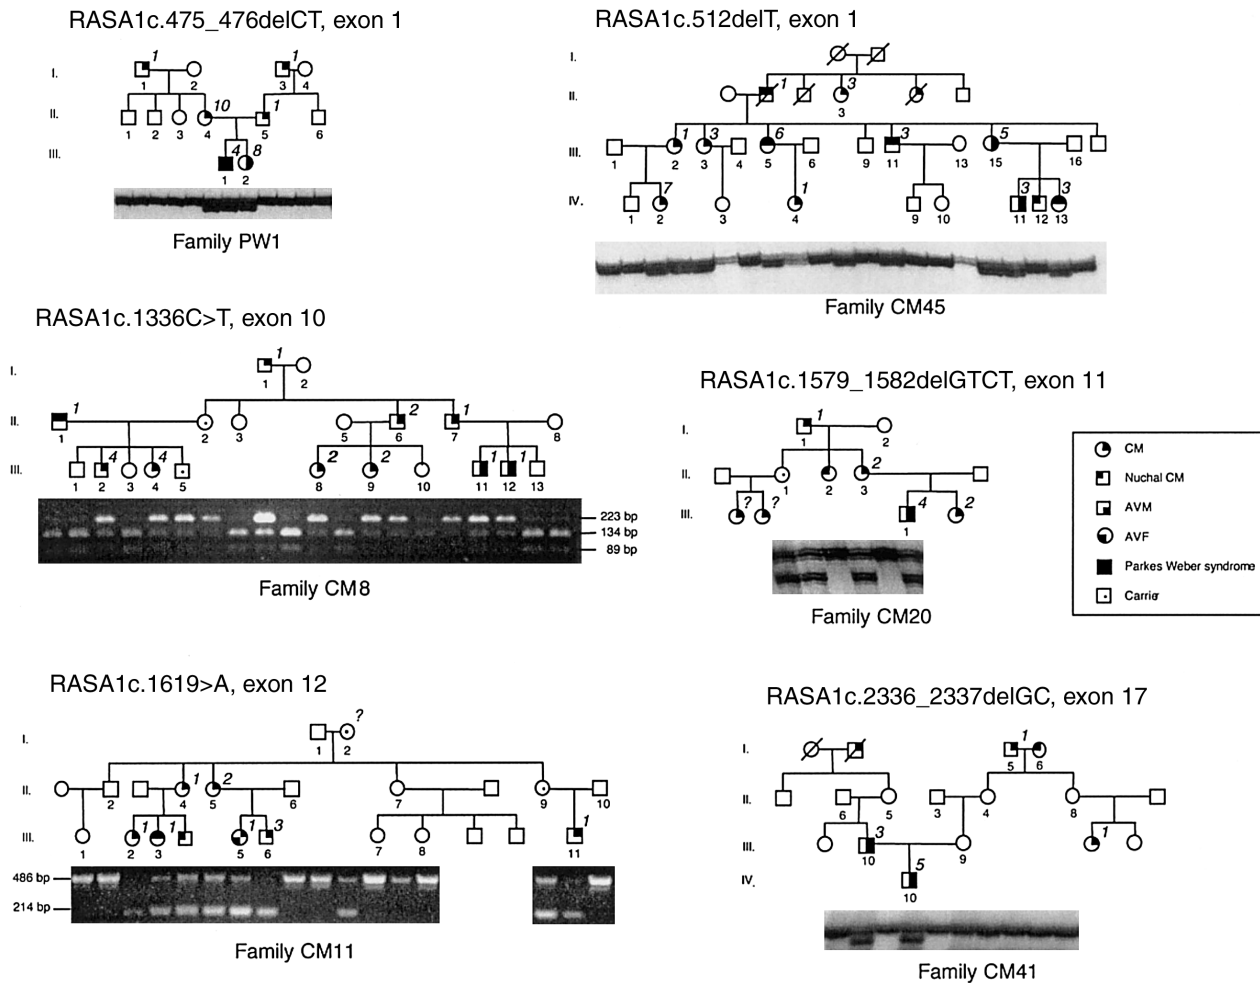 RASA1c.475_476delCT, exon 1
I. 1 1
1 2 3 4
II. 10 1
1 2 3 4 5 6
III. 4 8
1 2
Family PW1
RASA1c.512delT, exon 1
I.
II. 1 3
3
III. 1 3 6 3 5
1 2 3 4 5 6 9 11 13 15 16
IV. 7 1 3 3
1 2 3 4 9 10 11 12 13
Family CM45
RASA1c.1336C>T, exon 10
I. 1
1 2
II. 1 2 1
1 2 3 5 6 7 8
III. 4 4 2 2 1 1
1 2 3 4 5 8 9 10 11 12 13
223 bp
134 bp
89 bp
Family CM8
RASA1c.1579_1582delGTCT, exon 11
I. 1
1 2
II. 2
1 2 3
III. ? ? 4 2
1
Family CM20
CM
Nuchal CM
AVM
AVF
Parkes Weber syndrome
Carrier
RASA1c.1619>A, exon 12
I. ?
1 2
II. 1 2
2 4 5 6 7 9 10
III. 1 1 1 3 1
1 2 3 5 6 7 8 11
486 bp
214 bp
Family CM11
RASA1c.2336_2337delGC, exon 17
I. 1
5 6
II.
6 5 3 4 8
III. 3 1
10 9
IV. 5
10
Family CM41